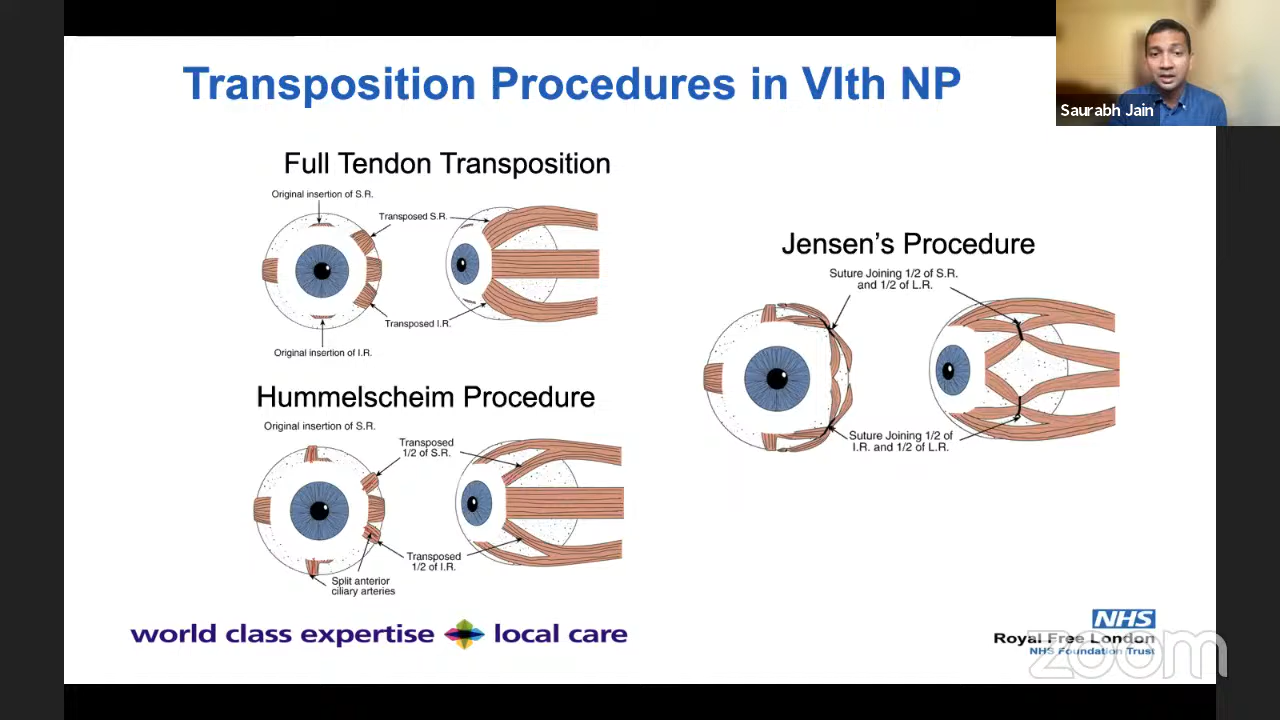 Transposition Procedures in VIth NP
Saurabh Jain
Full Tendon Transposition
Original insertion of S.R.
Transposed S.R.
Transposed I.R.
Original insertion of I.R.
Hummelscheim Procedure
Original insertion of S.R.
Transposed
1/2 of S.R.
Transposed
1/2 of I.R.
Split anterior
ciliary arteries
Jensen's Procedure
Suture Joining 1/2 of S.R.
and 1/2 of L.R.
Suture Joining 1/2 of
I.R. and 1/2 of L.R.
world class expertise local care
NHS
Royal Free London
NHS Foundation Trust
zoom